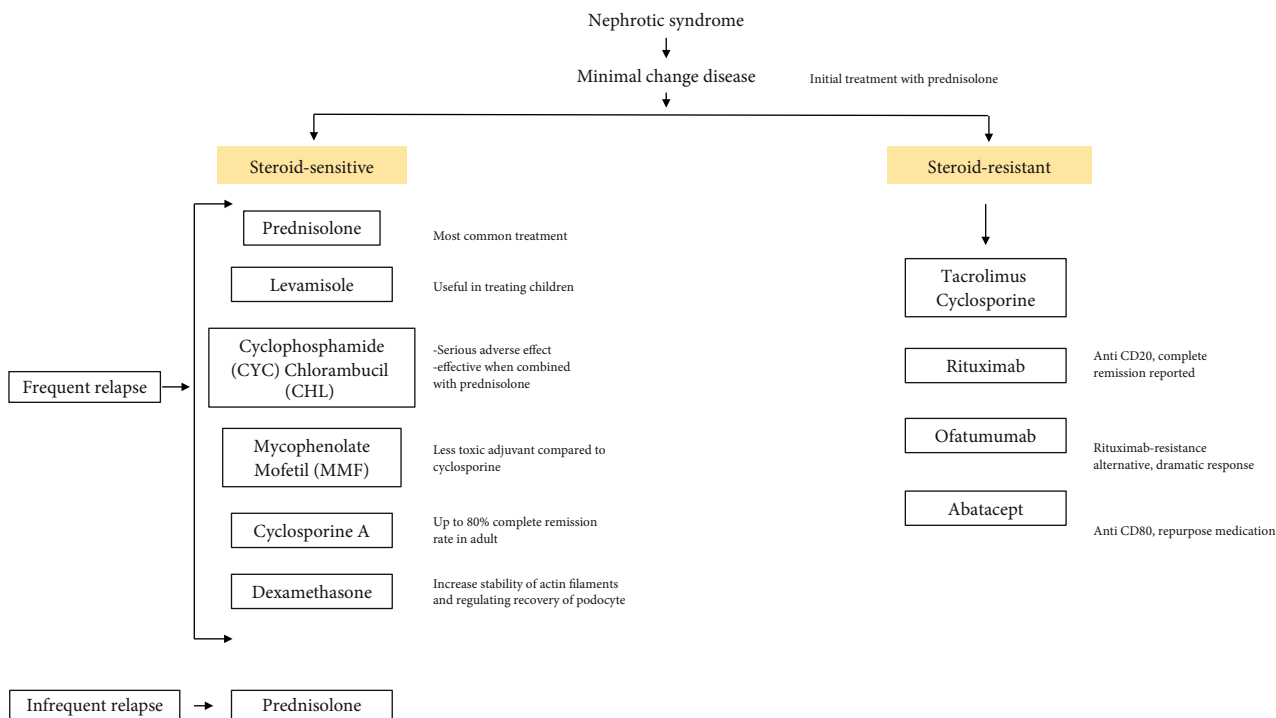 Nephrotic syndrome
Minimal change disease
Initial treatment with prednisolone
Steroid-sensitive
Steroid-resistant
Frequent relapse
Prednisolone
Most common treatment
Levamisole
Useful in treating children
Cyclophosphamide
(CYC) Chlorambucil
(CHL)
-Serious adverse effect
-effective when combined
with prednisolone
Mycophenolate
Mofetil (MMF)
Less toxic adjuvant compared to
cyclosporine
Cyclosporine A
Up to 80% complete remission
rate in adult
Dexamethasone
Increase stability of actin filaments
and regulating recovery of podocyte
Infrequent relapse
Prednisolone
Tacrolimus
Cyclosporine
Rituximab
Anti CD20, complete
remission reported
Ofatumumab
Rituximab-resistance
alternative, dramatic response
Abatacept
Anti CD80, repurpose medication